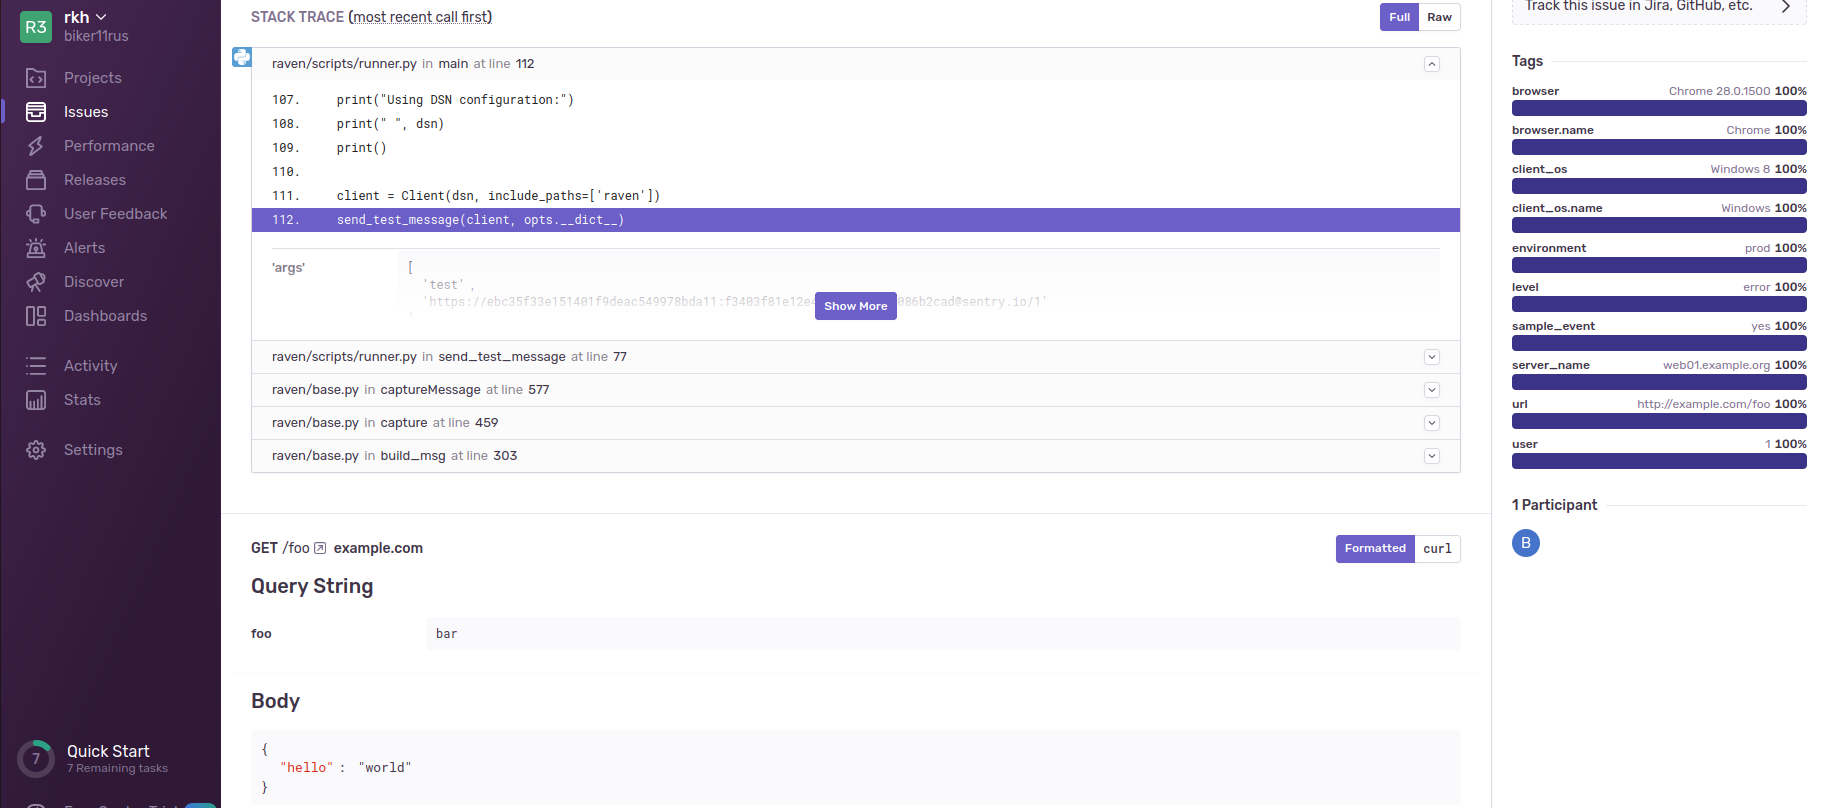 R3
rkh
biker11rus
Projects
Issues
Performance
Releases
User Feedback
Alerts
Discover
Dashboards
Activity
Stats
Settings
7
Quick Start
7 Remaining tasks
STACK TRACE (most recent call first)
Full Raw
raven/scripts/runner.py in main at line 112
107. print("Using DSN configuration:")
108. print(" ", dsn)
109. print()
110.
111. client = Client(dsn, include_paths=['raven'])
112. send_test_message(client, opts.__dict__)
'args'
[
'test',
'https://ebc35f33e151401f9deac549978bda11:f3403f81e12e 086b2cad@sentry.io/1'
Show More
raven/scripts/runner.py in send_test_message at line 77
raven/base.py in captureMessage at line 577
raven/base.py in capture at line 459
raven/base.py in build_msg at line 303
GET /foo example.com
Formatted curl
Query String
foo bar
Body
{
"hello": "world"
}
Track this issue in Jira, GitHub, etc.
Tags
browser Chrome 28.0.1500 100%
browser.name Chrome 100%
client_os Windows 8 100%
client_os.name Windows 100%
environment prod 100%
level error 100%
sample_event yes 100%
server_name web01.example.org 100%
url http://example.com/foo 100%
user 1 100%
1 Participant
B